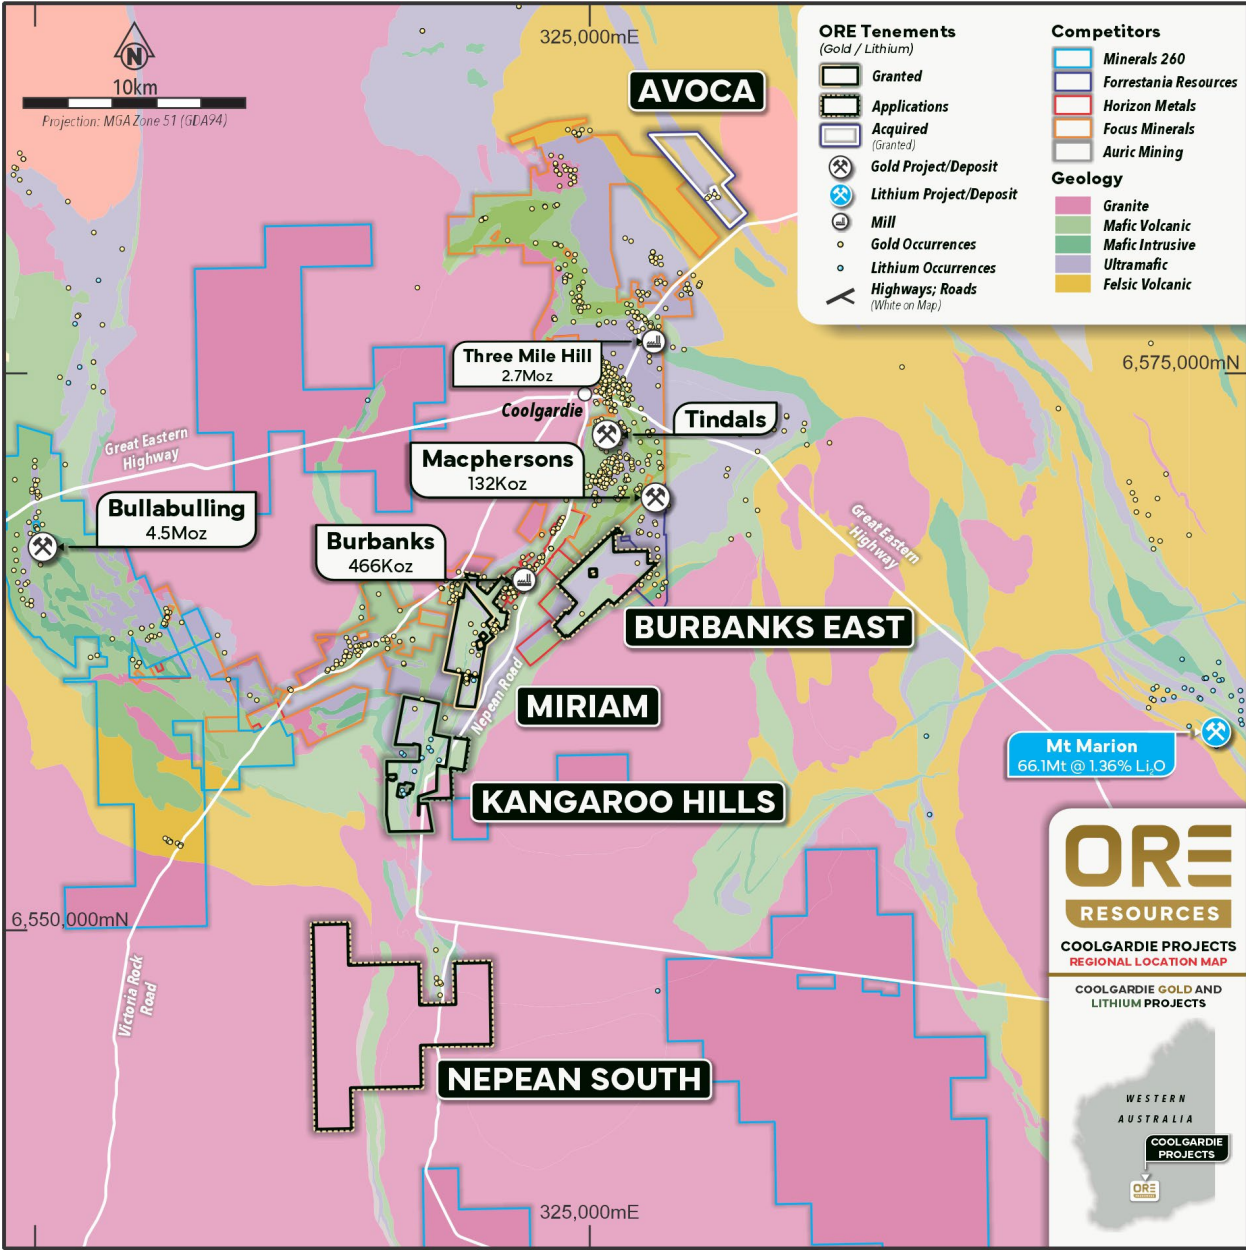 325,000mE
N
10km
Projection: MGA Zone 51 (GDA94)
AVOCA
ORE Tenements
(Gold / Lithium)
Granted
Applications
Acquired
(Granted)
Gold Project/Deposit
Lithium Project/Deposit
Mill
Gold Occurrences
Lithium Occurrences
Highways; Roads
(White on Map)
Competitors
Minerals 260
Forrestania Resources
Horizon Metals
Focus Minerals
Auric Mining
Geology
Granite
Mafic Volcanic
Mafic Intrusive
Ultramafic
Felsic Volcanic
6,575,000mN
Three Mile Hill
2.7Moz
Coolgardie
Tindals
Great Eastern
Highway
Macphersons
132Koz
Bullabulling
4.5Moz
Burbanks
466Koz
Great Eastern
Highway
BURBANKS EAST
MIRIAM
Nepean Road
Mt Marion
66.1Mt @ 1.36% Li₂O
KANGAROO HILLS
6,550,000mN
Victoria Rock
Road
NEPEAN SOUTH
325,000mE
ORE
RESOURCES
COOLGARDIE PROJECTS
REGIONAL LOCATION MAP
COOLGARDIE GOLD AND
LITHIUM PROJECTS
WESTERN
AUSTRALIA
COOLGARDIE
PROJECTS
ORE